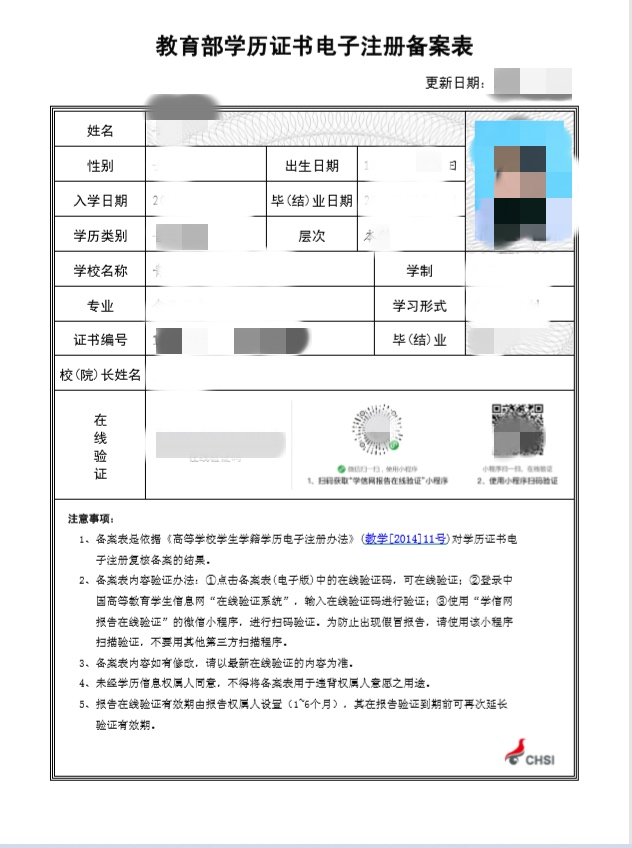 教育部学历证书电子注册备案表
更新日期：
姓名
性别 出生日期 日
入学日期 毕(结)业日期
学历类别 层次 本
学校名称 学制
专业 学习形式
证书编号 毕(结)业
校(院)长姓名
在线验证
微信扫一扫，使用小程序 小程序扫一扫，在线验证
1、扫码获取"学信网报告在线验证"小程序 2、使用小程序扫码验证
注意事项：
1、备案表是依据《高等学校学生学籍学历电子注册办法》(教学[2014]11号)对学历证书电
子注册复核备案的结果。
2、备案表内容验证办法：①点击备案表(电子版)中的在线验证码，可在线验证；②登录中
国高等教育学生信息网"在线验证系统"，输入在线验证码进行验证；③使用"学信网
报告在线验证"的微信小程序，进行扫码验证。为防止出现假冒报告，请使用该小程序
扫描验证，不要用其他第三方扫描程序。
3、备案表内容如有修改，请以最新在线验证的内容为准。
4、未经学历信息权属人同意，不得将备案表用于违背权属人意愿之用途。
5、报告在线验证有效期由报告权属人设置（1~6个月），其在报告验证到期前可再次延长
验证有效期。
CHSI